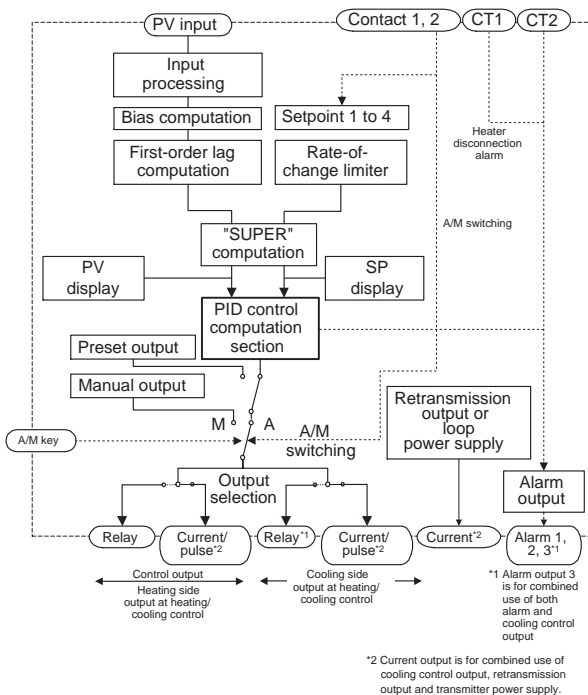 PV input
Contact 1, 2
CT1
CT2
Input
processing
Bias computation
Setpoint 1 to 4
First-order lag
computation
Rate-of-
change limiter
Heater
disconnection
alarm
A/M switching
"SUPER"
computation
PV
display
SP
display
PID control
computation
section
Preset output
Manual output
M
A
A/M key
A/M
switching
Retransmission
output or
loop
power supply
Output
selection
Alarm
output
Relay
Current/
pulse*2
Relay*1
Current/
pulse*2
Current*2
Alarm 1,
2, 3*1
Control output
Heating side
output at heating/
cooling control
Cooling side
output at heating/
cooling control
*1 Alarm output 3
is for combined
use of both
alarm and
cooling control
output
*2 Current output is for combined use of
cooling control output, retransmission
output and transmitter power supply.